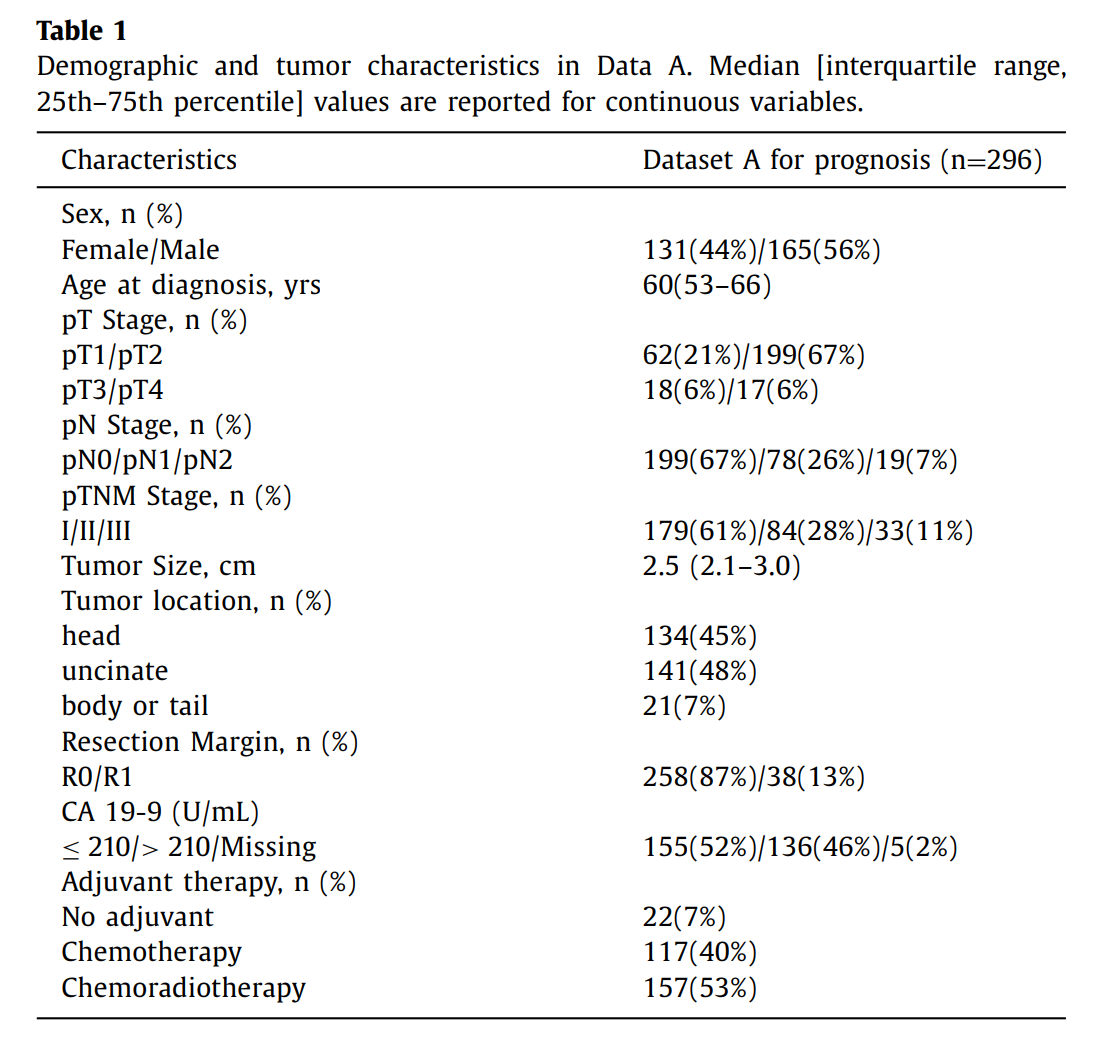 Table 1
Demographic and tumor characteristics in Data A. Median [interquartile range,
25th–75th percentile] values are reported for continuous variables.
Characteristics Dataset A for prognosis (n=296)
Sex, n (%)
Female/Male 131(44%)/165(56%)
Age at diagnosis, yrs 60(53–66)
pT Stage, n (%)
pT1/pT2 62(21%)/199(67%)
pT3/pT4 18(6%)/17(6%)
pN Stage, n (%)
pN0/pN1/pN2 199(67%)/78(26%)/19(7%)
pTNM Stage, n (%)
I/II/III 179(61%)/84(28%)/33(11%)
Tumor Size, cm 2.5 (2.1–3.0)
Tumor location, n (%)
head 134(45%)
uncinate 141(48%)
body or tail 21(7%)
Resection Margin, n (%)
R0/R1 258(87%)/38(13%)
CA 19-9 (U/mL)
≤ 210/> 210/Missing 155(52%)/136(46%)/5(2%)
Adjuvant therapy, n (%)
No adjuvant 22(7%)
Chemotherapy 117(40%)
Chemoradiotherapy 157(53%)